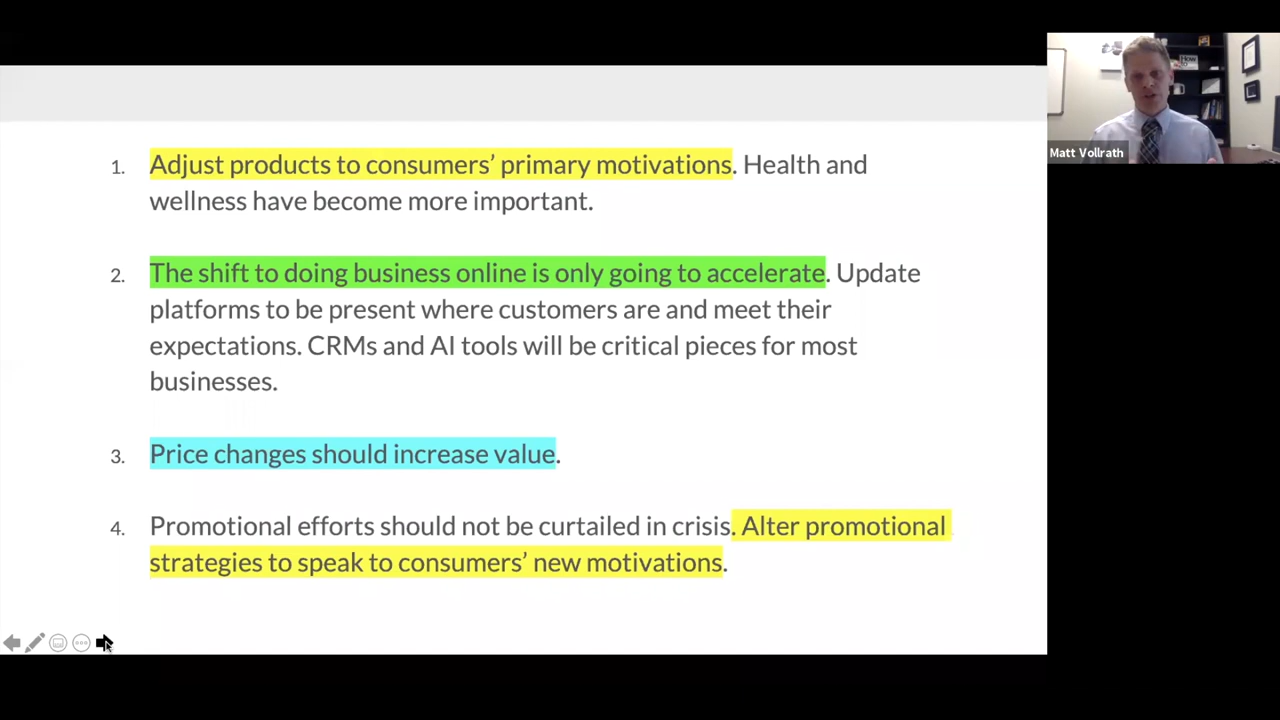 1. Adjust products to consumers’ primary motivations. Health and
wellness have become more important.
2. The shift to doing business online is only going to accelerate. Update
platforms to be present where customers are and meet their
expectations. CRMs and AI tools will be critical pieces for most
businesses.
3. Price changes should increase value.
4. Promotional efforts should not be curtailed in crisis. Alter promotional
strategies to speak to consumers’ new motivations.
Matt Vollrath